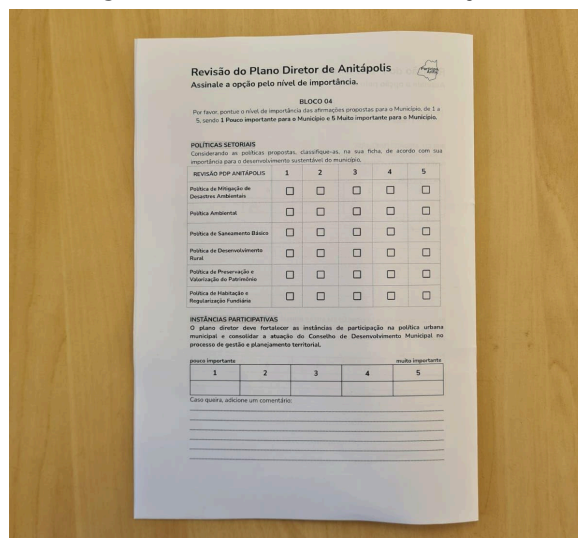 Revisão do Plano Diretor de Anitápolis
Assinale a opção pelo nível de importância.
BLOCO 04
Por favor, pontue o nível de importância das afirmações propostas para o Município, de 1 a
5, sendo 1 Pouco importante para o Município e 5 Muito importante para o Município.
POLÍTICAS SETORIAIS
Considerando as políticas propostas, classifique-as, na sua ficha, de acordo com sua
importância para o desenvolvimento sustentável do município.
REVISÃO PDP ANITÁPOLIS 1 2 3 4 5
Política de Mitigação de
Desastres Ambientais
Política Ambiental
Política de Saneamento Básico
Política de Desenvolvimento
Rural
Política de Preservação e
Valorização do Patrimônio
Política de Habitação e
Regularização Fundiária
INSTÂNCIAS PARTICIPATIVAS
O plano diretor deve fortalecer as instâncias de participação na política urbana
municipal e consolidar a atuação do Conselho de Desenvolvimento Municipal no
processo de gestão e planejamento territorial.
pouco importante muito importante
1 2 3 4 5
Caso queira, adicione um comentário: